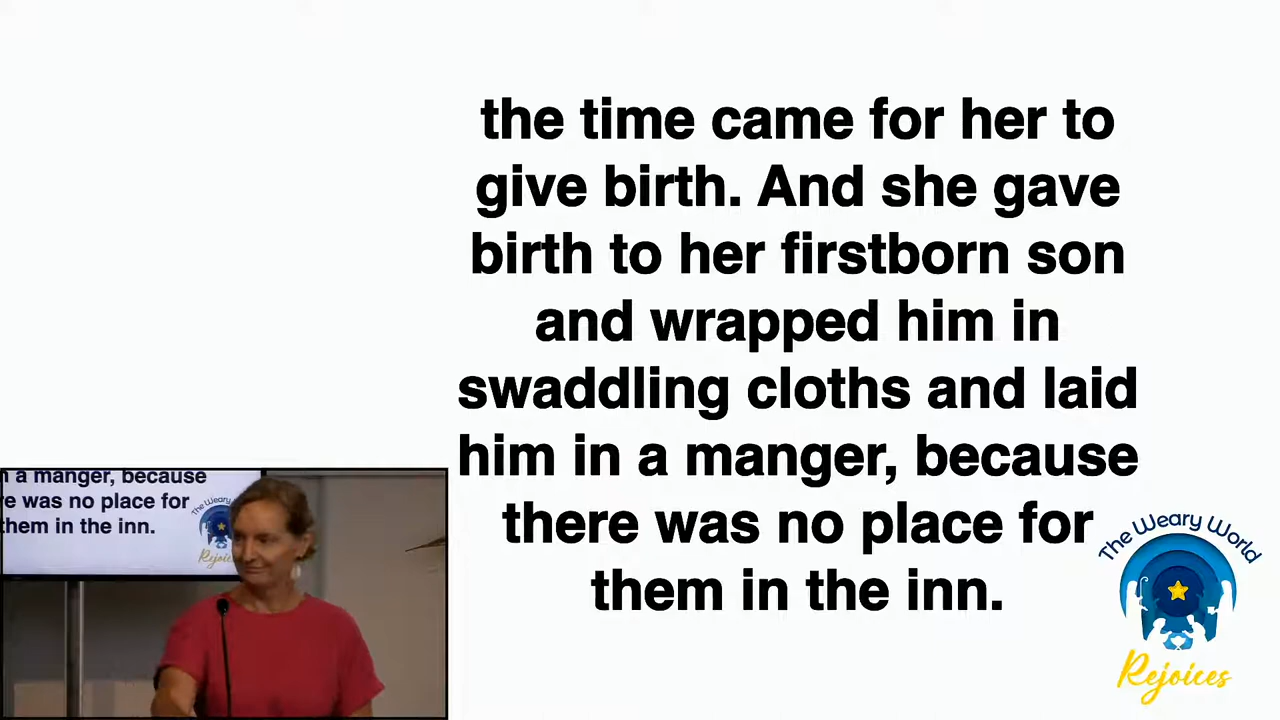 the time came for her to
give birth. And she gave
birth to her firstborn son
and wrapped him in
swaddling cloths and laid
him in a manger, because
there was no place for
them in the inn.
The Weary World
Rejoices
a manger, because
was no place for
them in the inn.
The Weary